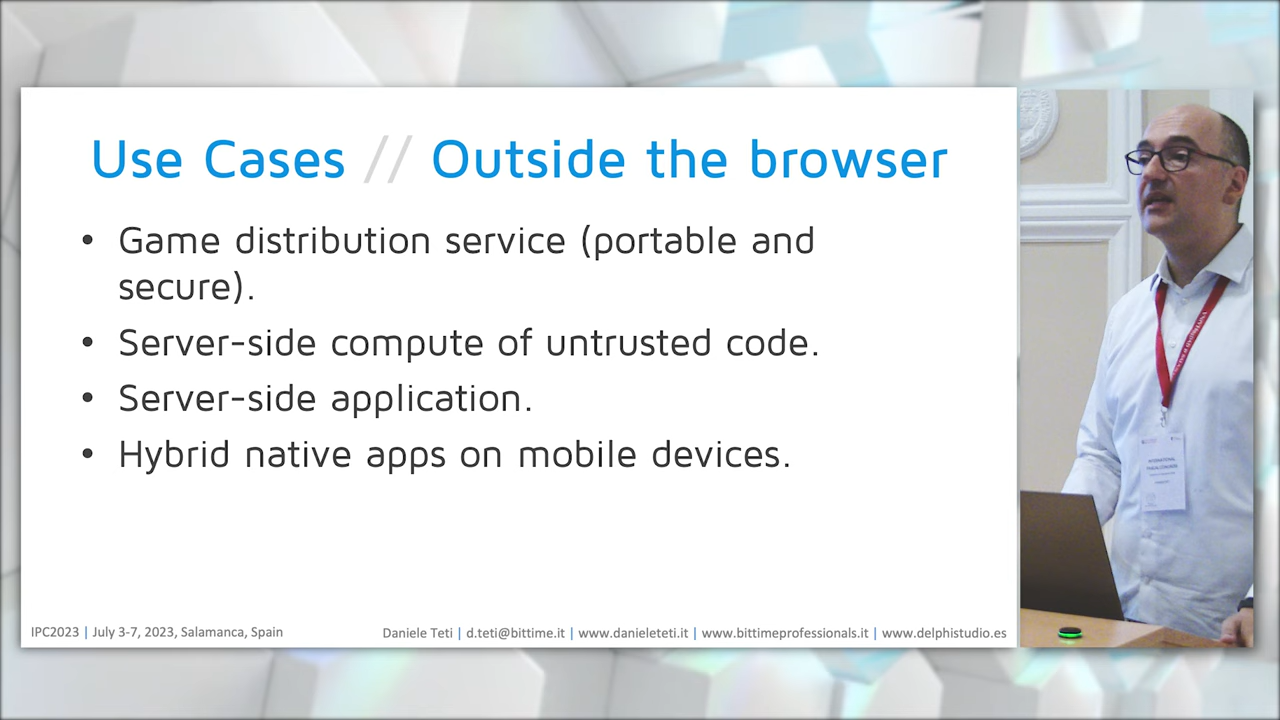 Use Cases // Outside the browser
• Game distribution service (portable and
secure).
• Server-side compute of untrusted code.
• Server-side application.
• Hybrid native apps on mobile devices.
INTERNATIONAL
IPC2023 | July 3-7, 2023, Salamanca, Spain
Daniele Teti | d.teti@bittime.it | www.danieleteti.it | www.bittimeprofessionals.it | www.delphistudio.es